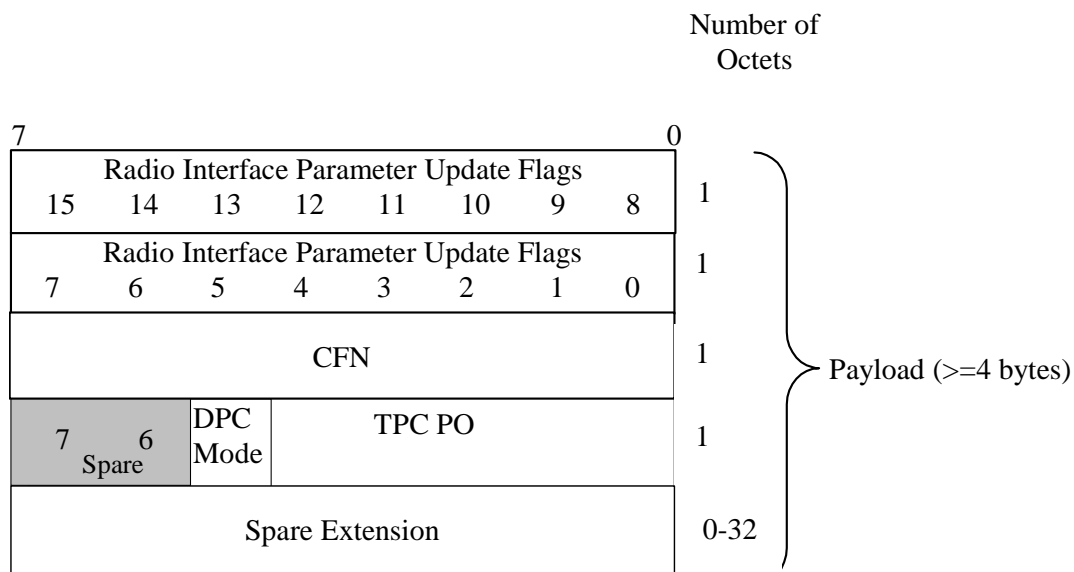 Number of
Octets
7 0
Radio Interface Parameter Update Flags
15 14 13 12 11 10 9 8
1
Radio Interface Parameter Update Flags
7 6 5 4 3 2 1 0
1
CFN
1
Payload (>=4 bytes)
7 6
Spare
DPC
Mode
TPC PO
1
Spare Extension
0-32